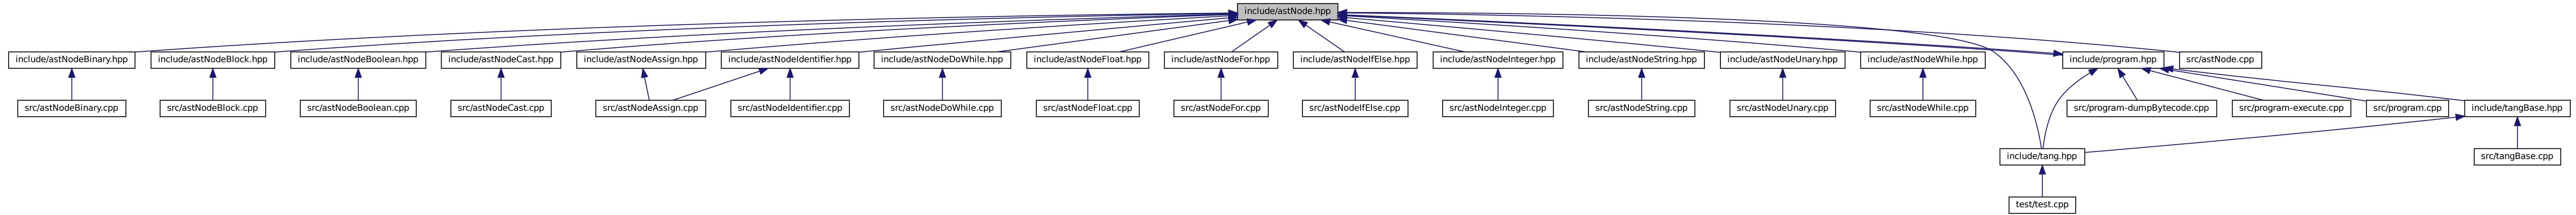 include/astNode.hpp
include/astNodeBinary.hpp
include/astNodeBlock.hpp
include/astNodeBoolean.hpp
include/astNodeCast.hpp
include/astNodeAssign.hpp
include/astNodeIdentifier.hpp
include/astNodeDoWhile.hpp
include/astNodeFloat.hpp
include/astNodeFor.hpp
include/astNodeIfElse.hpp
include/astNodeInteger.hpp
include/astNodeString.hpp
include/astNodeUnary.hpp
include/astNodeWhile.hpp
include/program.hpp
src/astNode.cpp
src/astNodeBinary.cpp
src/astNodeBlock.cpp
src/astNodeBoolean.cpp
src/astNodeCast.cpp
src/astNodeAssign.cpp
src/astNodeIdentifier.cpp
src/astNodeDoWhile.cpp
src/astNodeFloat.cpp
src/astNodeFor.cpp
src/astNodeIfElse.cpp
src/astNodeInteger.cpp
src/astNodeString.cpp
src/astNodeUnary.cpp
src/astNodeWhile.cpp
src/program-dumpBytecode.cpp
src/program-execute.cpp
src/program.cpp
include/tangBase.hpp
include/tang.hpp
src/tangBase.cpp
test/test.cpp